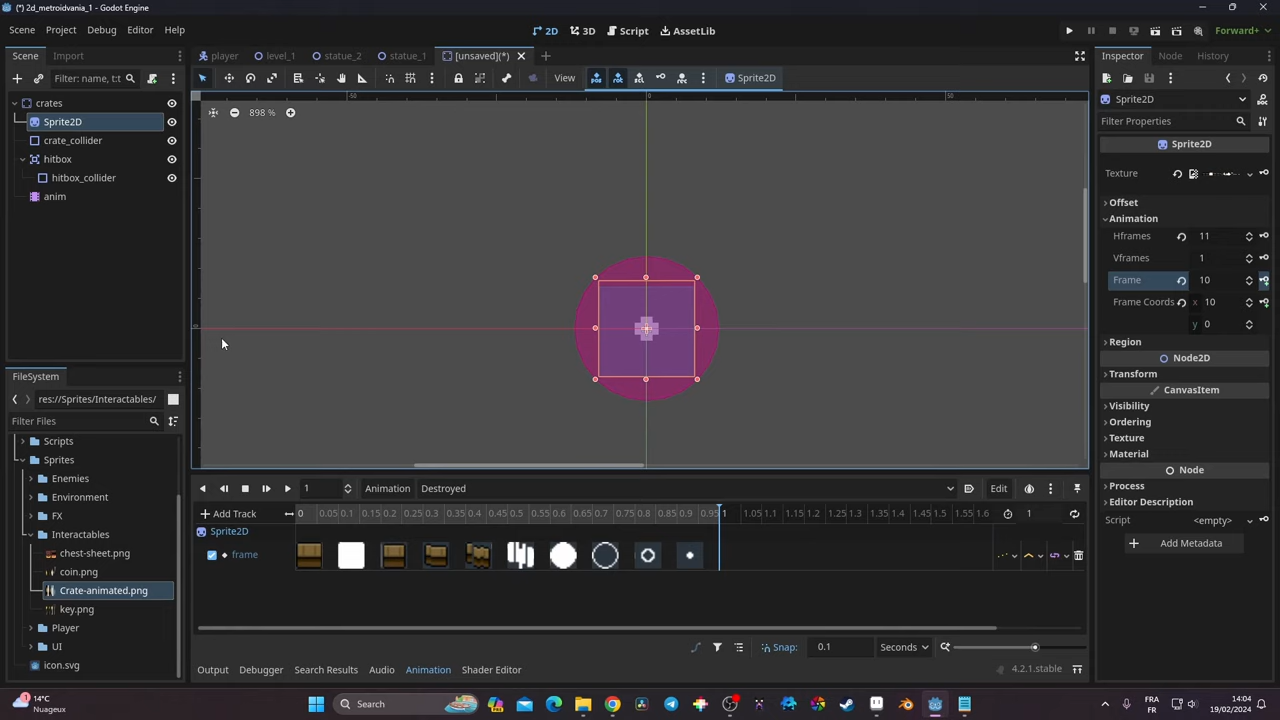 (*) 2d_metroidvania_1 - Godot Engine
Scene Project Debug Editor Help
2D 3D Script AssetLib
Forward+
Scene Import
player level_1 statue_2 statue_1 [unsaved](*)
Inspector Node History
Filter: name, t:t
View Sprite2D
crates
Sprite2D
crate_collider
hitbox
hitbox_collider
anim
-50 0 50
898 %
0
Sprite2D
Filter Properties
Sprite2D
Texture
Offset
Animation
Hframes 11
Vframes 1
Frame 10
Frame Coords x 10
y 0
Region
Node2D
Transform
CanvasItem
Visibility
Ordering
Texture
Material
Node
Process
Editor Description
Script <empty>
Add Metadata
FileSystem
res://Sprites/Interactables/
Filter Files
Scripts
Sprites
Enemies
Environment
FX
Interactables
chest-sheet.png
coin.png
Crate-animated.png
key.png
Player
UI
icon.svg
1 Animation Destroyed Edit
Add Track 0 0.05 0.1 0.15 0.2 0.25 0.3 0.35 0.4 0.45 0.5 0.55 0.6 0.65 0.7 0.75 0.8 0.85 0.9 0.95 1 1.05 1.1 1.15 1.2 1.25 1.3 1.35 1.4 1.45 1.5 1.55 1.6 1
Sprite2D
frame
Snap: 0.1 Seconds
Output Debugger Search Results Audio Animation Shader Editor
4.2.1.stable
1
14°C
Nuageux
Search
PRE
FRA
FR
14:04
19/02/2024